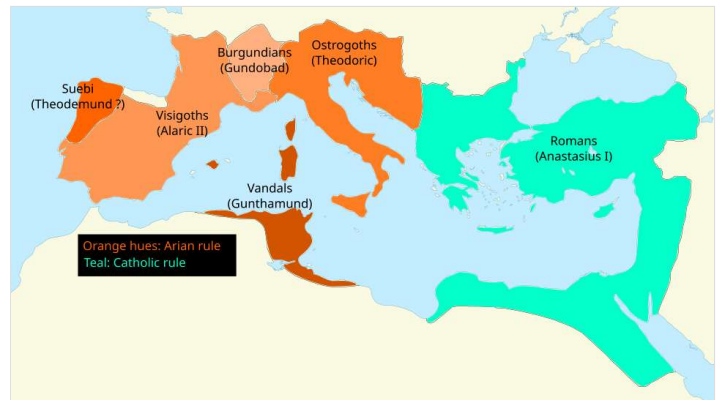 Burgundians
(Gundobad)
Ostrogoths
(Theodoric)
Suebi
(Theodemund ?)
Visigoths
(Alaric II)
Romans
(Anastasius I)
Vandals
(Gunthamund)
Orange hues: Arian rule
Teal: Catholic rule